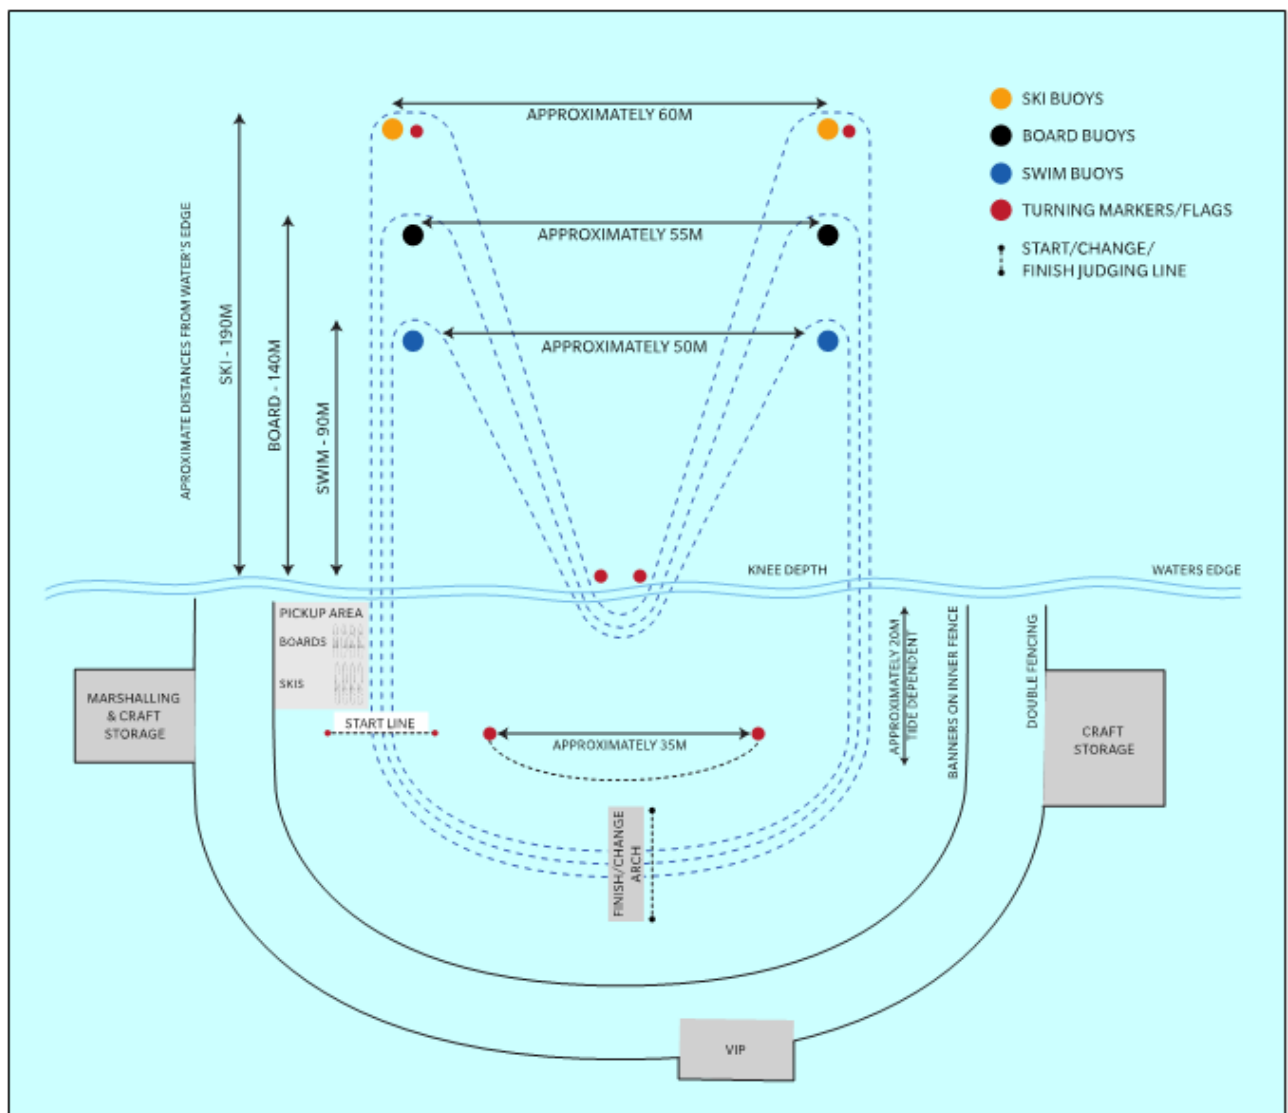 APPROXIMATELY 60M
SKI BUOYS
BOARD BUOYS
SWIM BUOYS
TURNING MARKERS/FLAGS
START/CHANGE/
FINISH JUDGING LINE
APPROXIMATELY 55M
APPROXIMATELY 50M
APROXIMATE DISTANCES FROM WATER'S EDGE
SKI - 190M
BOARD - 140M
SWIM - 90M
KNEE DEPTH
WATERS EDGE
PICKUP AREA
BOARDS
SKIS
MARSHALLING
& CRAFT
STORAGE
START LINE
APPROXIMATELY 35M
APPROXIMATELY 20M
TIDE DEPENDENT
BANNERS ON INNER FENCE
DOUBLE FENCING
CRAFT
STORAGE
FINISH/CHANGE
ARCH
VIP